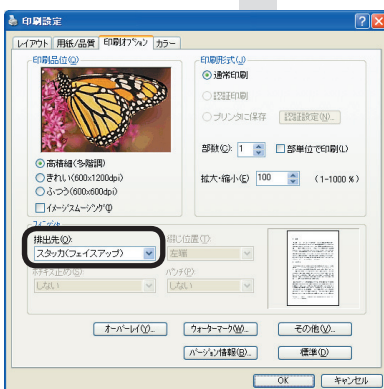 印刷設定
レイアウト 用紙/品質 印刷オプション カラー
印刷品位(Q)
高精細(多階調)
きれい(600x1200dpi)
ふつう(600x600dpi)
イメージスムージング(I)
印刷形式(J)
通常印刷
認証印刷
プリンタに保存 認証設定(N)...
部数(C): 1 部単位で印刷(L)
拡大・縮小(E) 100 (1-1000 %)
フィニッシャ
排出先(O):
スタッカ(フェイスアップ)
綴じ位置(T):
左端
ホチキス止め(S):
しない
パンチ(P):
しない
オーバーレイ(Y)...
ウォーターマーク(W)...
その他(V)...
バージョン情報(B)...
標準(D)
OK
キャンセル